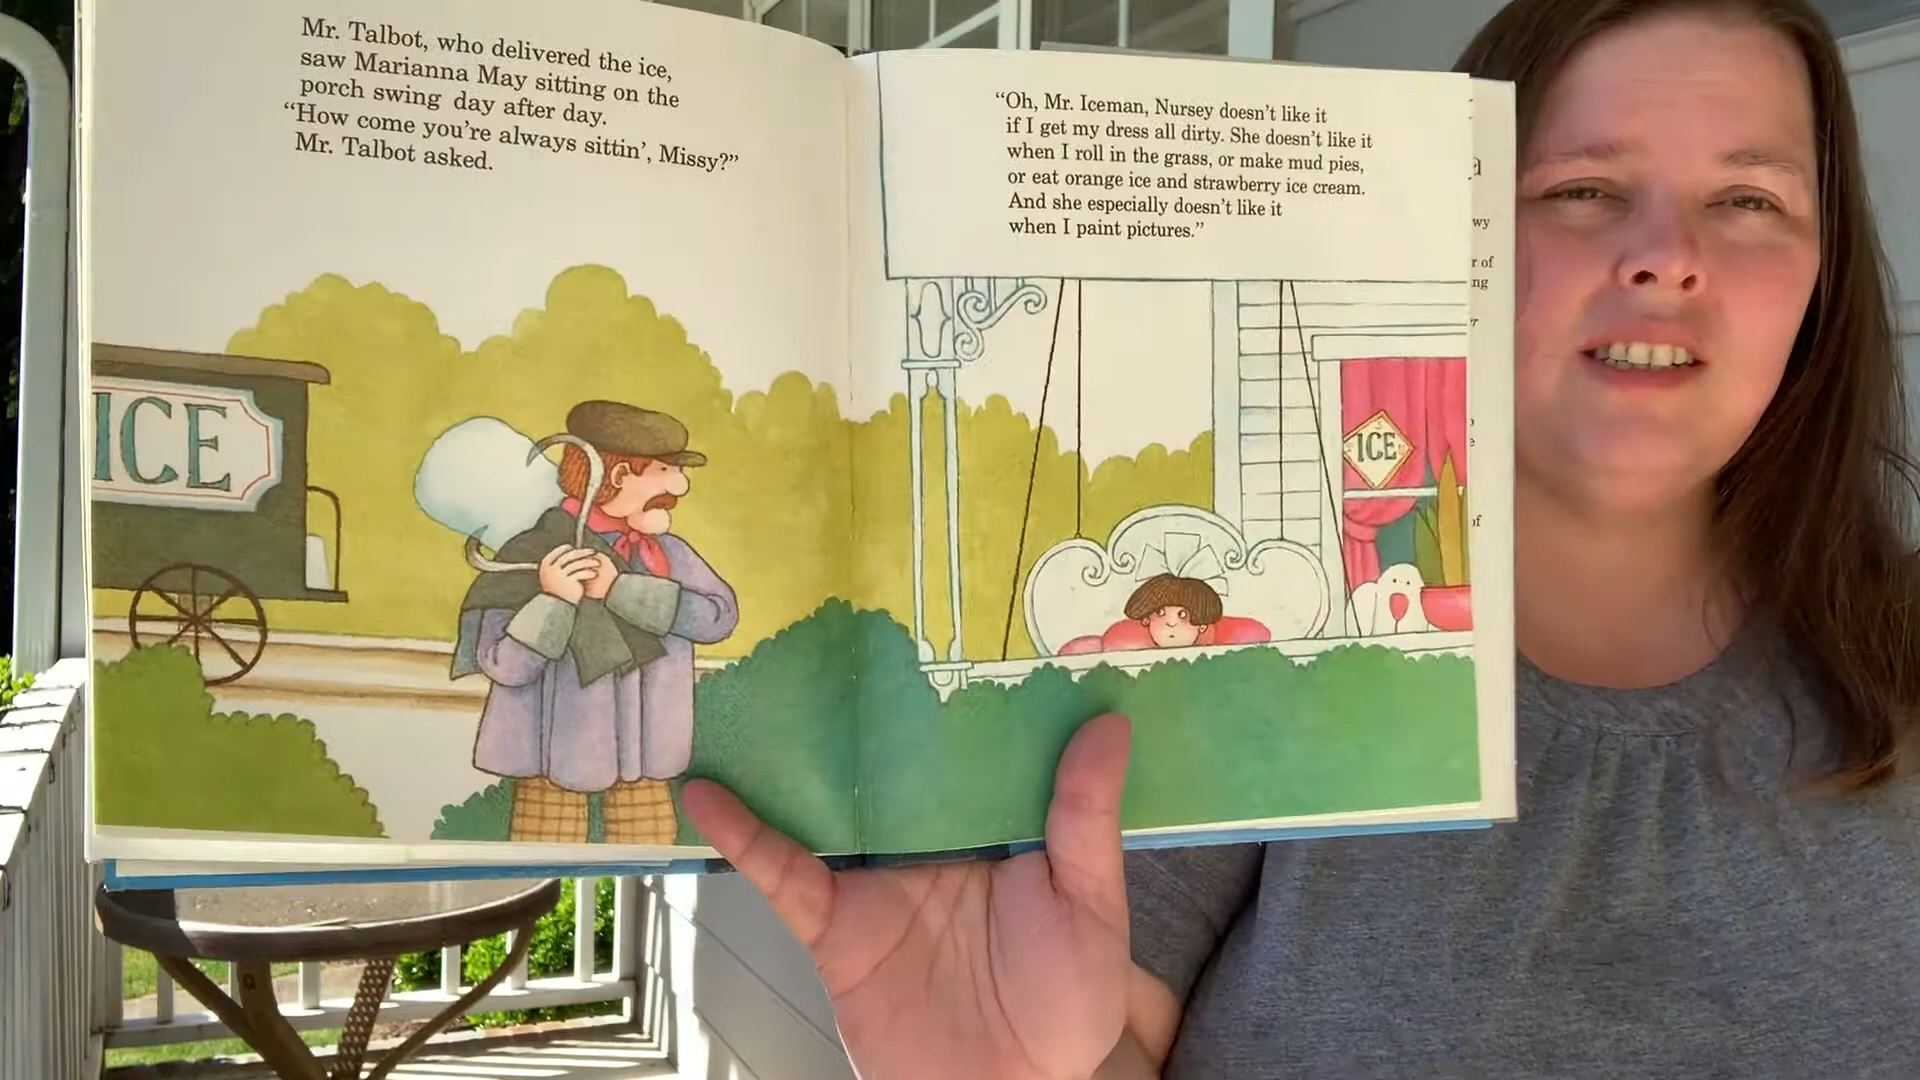 Mr. Talbot, who delivered the ice,
saw Marianna May sitting on the
porch swing day after day.
“How come you’re always sittin’, Missy?”
Mr. Talbot asked.
“Oh, Mr. Iceman, Nursey doesn’t like it
if I get my dress all dirty. She doesn’t like it
when I roll in the grass, or make mud pies,
or eat orange ice and strawberry ice cream.
And she especially doesn’t like it
when I paint pictures.”
ICE
ICE
r of
of